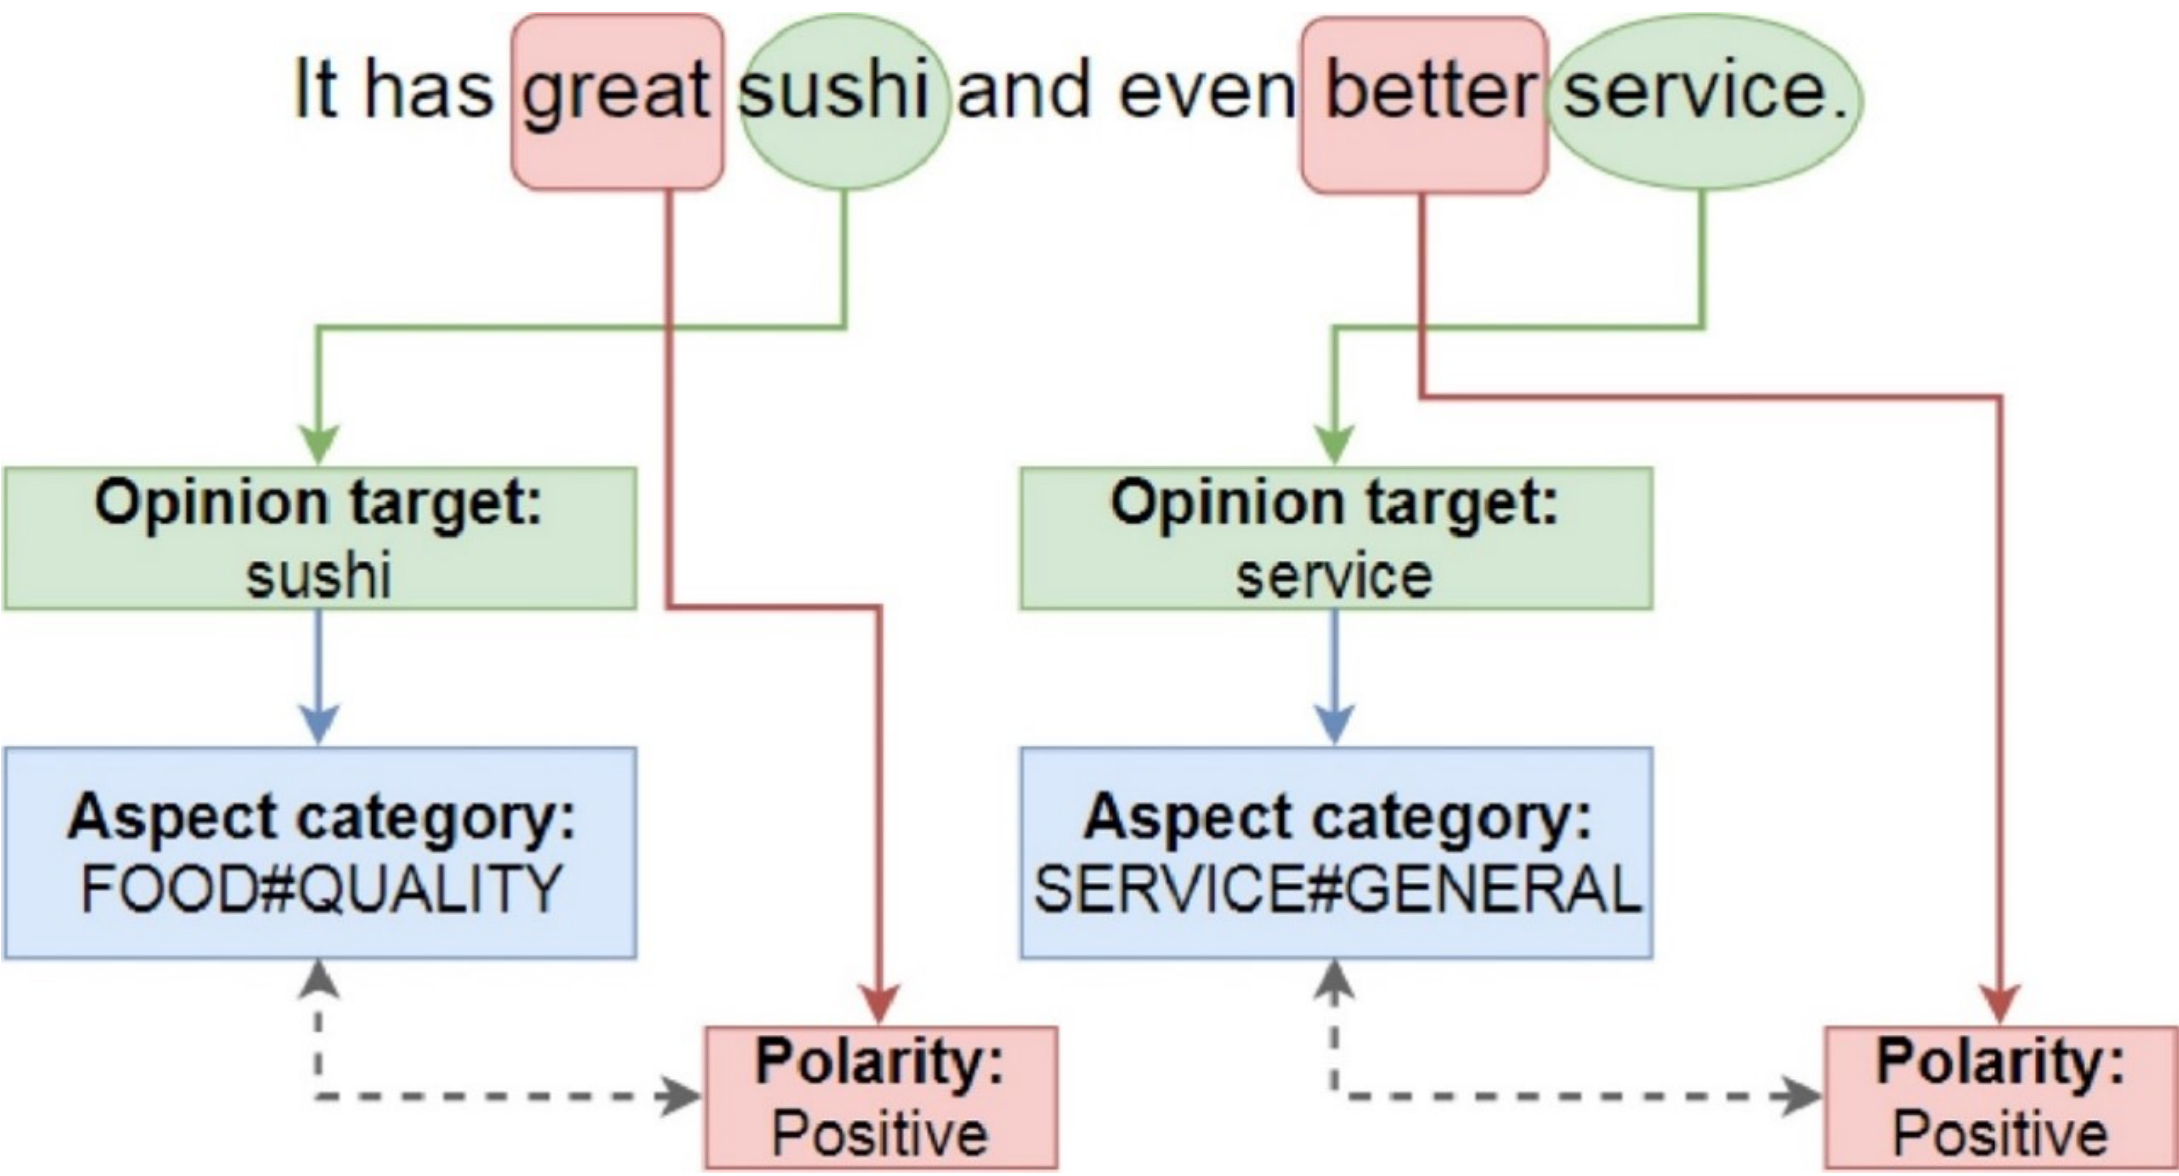 It has great sushi and even better service.
Opinion target:
sushi
Opinion target:
service
Aspect category:
FOOD#QUALITY
Aspect category:
SERVICE#GENERAL
Polarity:
Positive
Polarity:
Positive